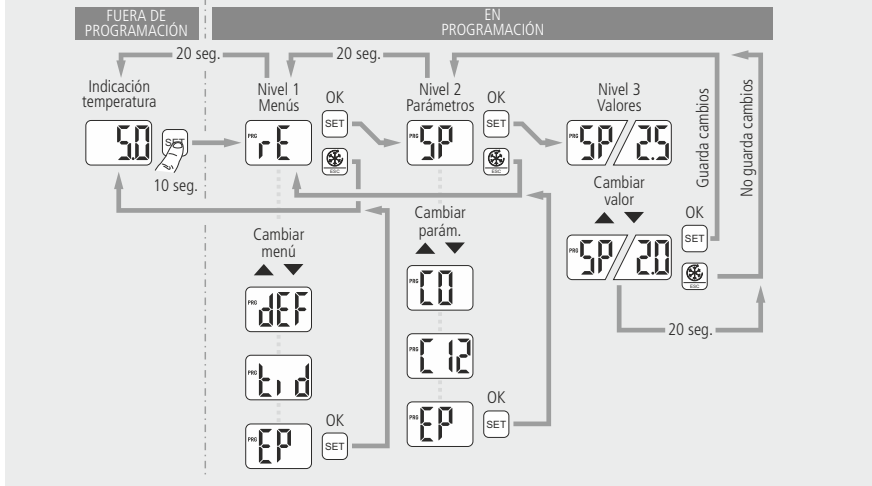 FUERA DE
PROGRAMACIÓN
EN
PROGRAMACIÓN
20 seg.
20 seg.
Indicación
temperatura
Nivel 1
Menús
OK
Nivel 2
Parámetros
OK
Nivel 3
Valores
5.0
SET
10 seg.
PRG
rE
SET
ESC
PRG
SP
SET
ESC
PRG
SP
2.5
Guarda cambios
No guarda cambios
Cambiar
valor
PRG
SP
2.0
OK
SET
ESC
20 seg.
Cambiar
menú
PRG
dEF
PRG
tid
PRG
EP
OK
SET
Cambiar
parám.
PRG
C0
PRG
C12
PRG
EP
OK
SET